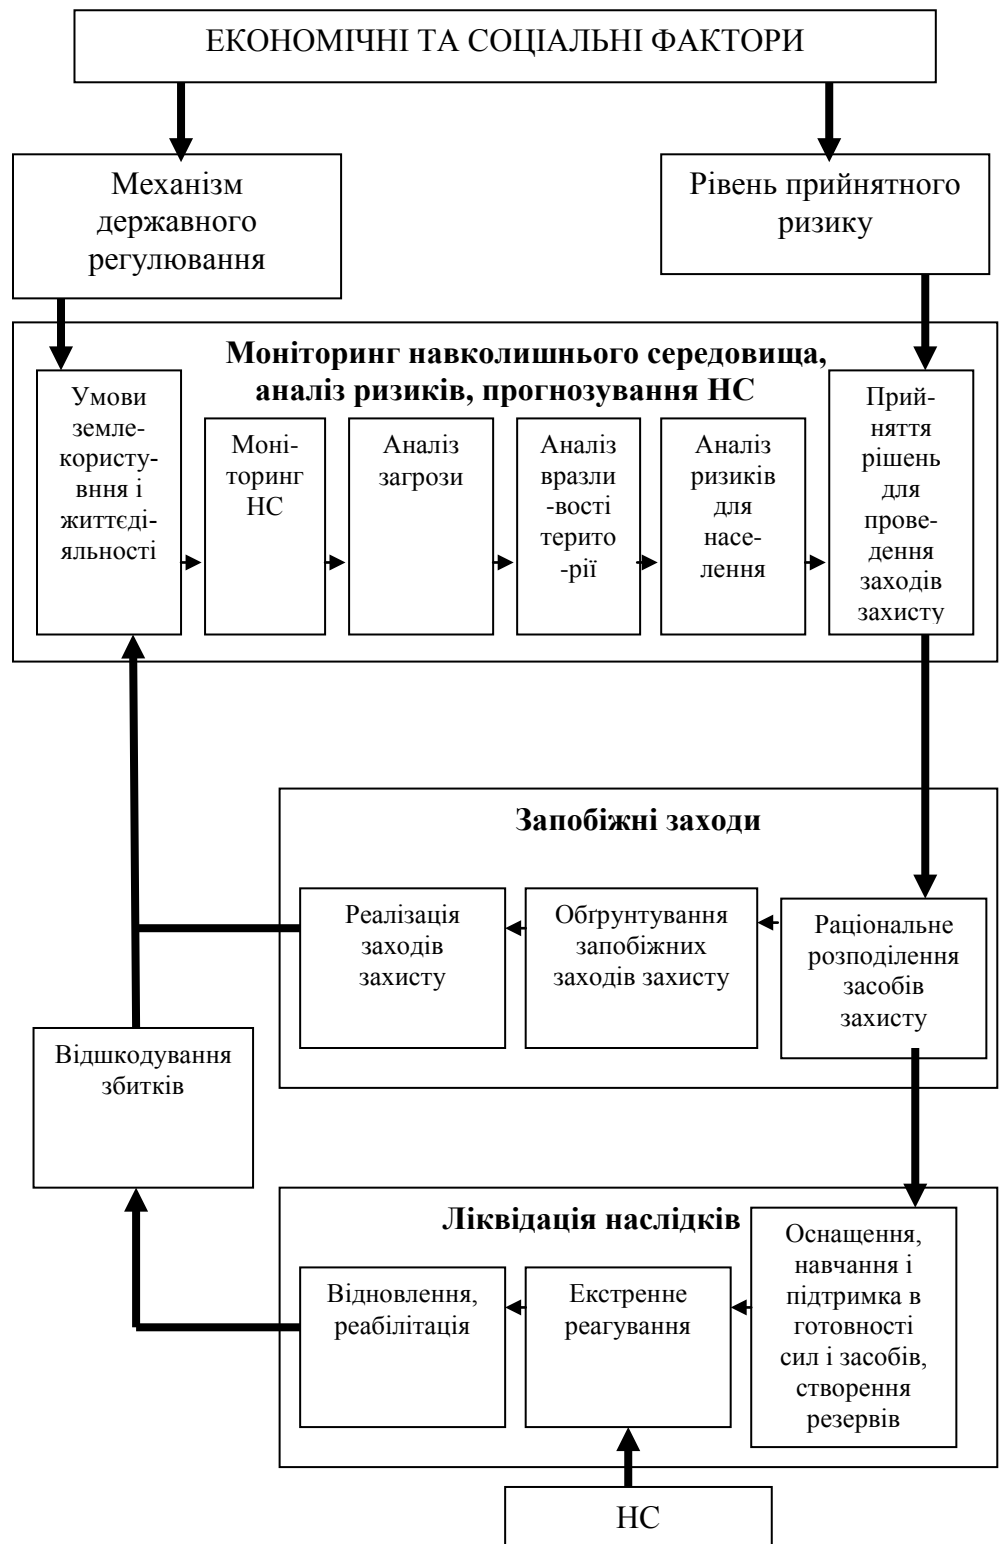 ЕКОНОМІЧНІ ТА СОЦІАЛЬНІ ФАКТОРИ
Механізм
державного
регулювання
Рівень прийнятного
ризику
Моніторинг навколишнього середовища,
аналіз ризиків, прогнозування НС
Умови
земле-
користу-
вння і
життєді-
яльності
Моні-
торинг
НС
Аналіз
загрози
Аналіз
вразли
-вості
терито
-рії
Аналіз
ризиків
для
насе-
лення
Прий-
няття
рішень
для
прове-
дення
заходів
захисту
Запобіжні заходи
Реалізація
заходів
захисту
Обґрунтування
запобіжних
заходів захисту
Раціональне
розподілення
засобів
захисту
Відшкодування
збитків
Ліквідація наслідків
Відновлення,
реабілітація
Екстренне
реагування
Оснащення,
навчання і
підтримка в
готовності
сил і засобів,
створення
резервів
НС